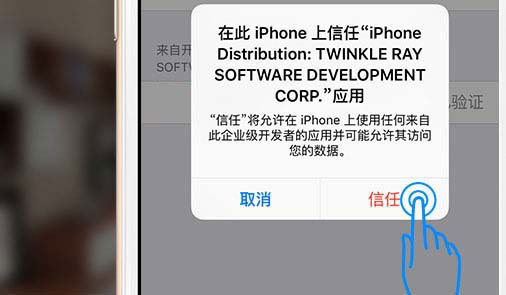 在此 iPhone 上信任“iPhone
Distribution: TWINKLE RAY
SOFTWARE DEVELOPMENT
CORP.”应用
来自开
SOFTW
验证
“信任”将允许在 iPhone 上使用任何来自
此企业级开发者的应用并可能允许其访问
您的数据。
取消
信任